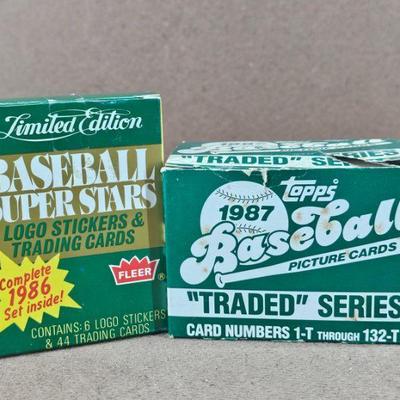 Limited Edition
BASEBALL
SUPER STARS
LOGO STICKERS &
TRADING CARDS
Complete
1986
Set inside!
FLEER
®
CONTAINS: 6 LOGO STICKERS
& 44 TRADING CARDS
"TRADED" SERIES
topps
1987
Baseball
PICTURE CARDS
"TRADED" SERIES
CARD NUMBERS 1-T THROUGH 132-T